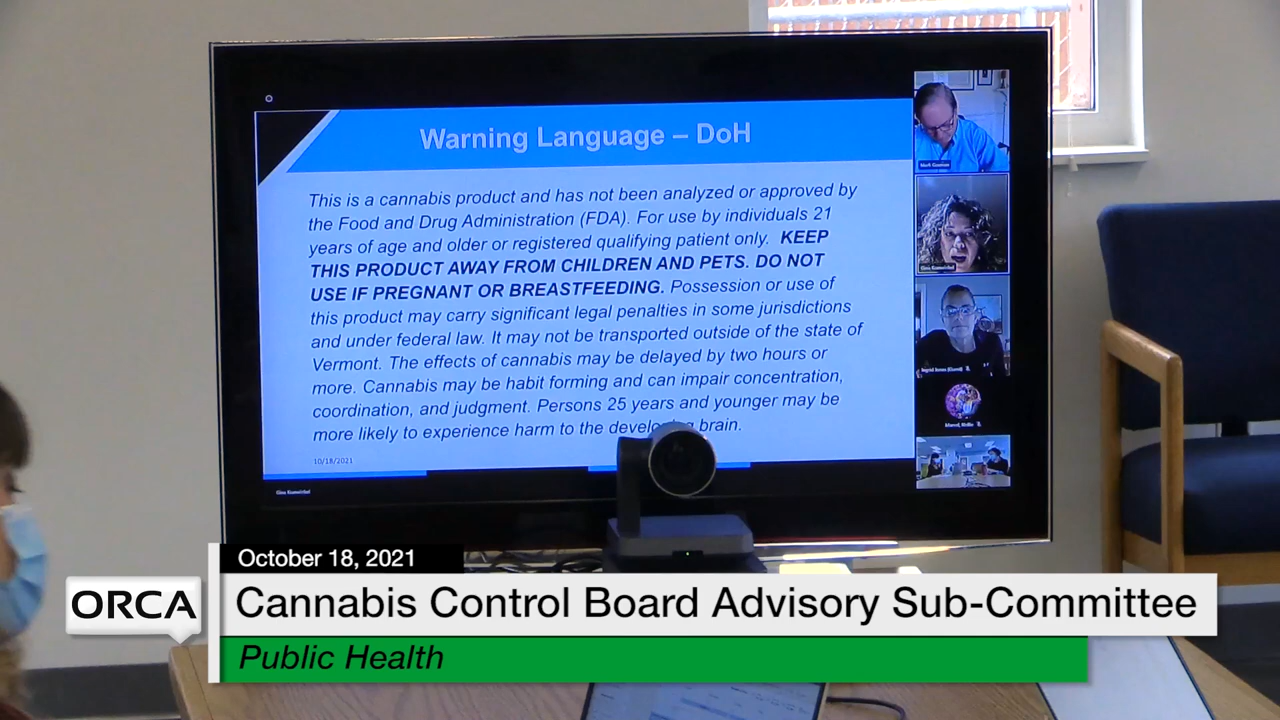 Warning Language – DoH
This is a cannabis product and has not been analyzed or approved by
the Food and Drug Administration (FDA). For use by individuals 21
years of age and older or registered qualifying patient only. KEEP
THIS PRODUCT AWAY FROM CHILDREN AND PETS. DO NOT
USE IF PREGNANT OR BREASTFEEDING. Possession or use of
this product may carry significant legal penalties in some jurisdictions
and under federal law. It may not be transported outside of the state of
Vermont. The effects of cannabis may be delayed by two hours or
more. Cannabis may be habit forming and can impair concentration,
coordination, and judgment. Persons 25 years and younger may be
more likely to experience harm to the brain.
10/18/2021
October 18, 2021
ORCA
Cannabis Control Board Advisory Sub-Committee
Public Health